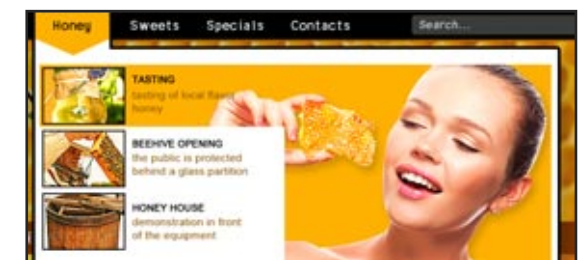 Honey Sweets Specials Contacts Search...
TASTING
tasting of local flavor
honey
BEEHIVE OPENING
the public is protected
behind a glass partition
HONEY HOUSE
demonstration in front
of the equipment